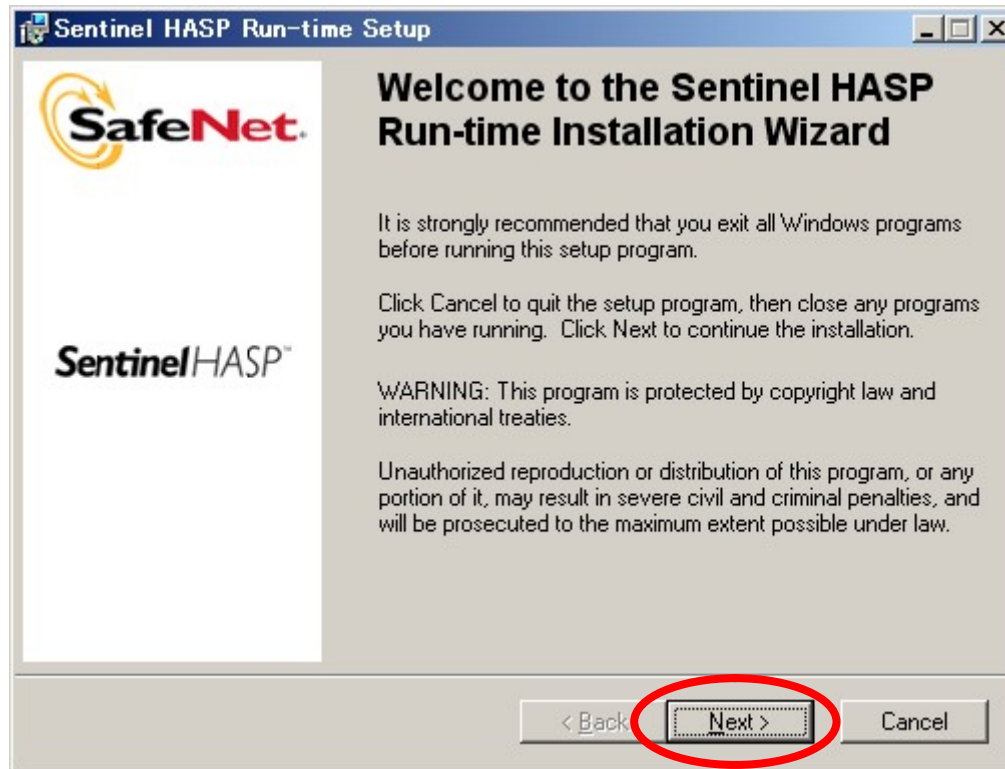 Sentinel HASP Run-time Setup
SafeNet.
Welcome to the Sentinel HASP
Run-time Installation Wizard
It is strongly recommended that you exit all Windows programs
before running this setup program.
Click Cancel to quit the setup program, then close any programs
you have running.  Click Next to continue the installation.
SentinelHASP™
WARNING: This program is protected by copyright law and
international treaties.
Unauthorized reproduction or distribution of this program, or any
portion of it, may result in severe civil and criminal penalties, and
will be prosecuted to the maximum extent possible under law.
< Back
Next >
Cancel